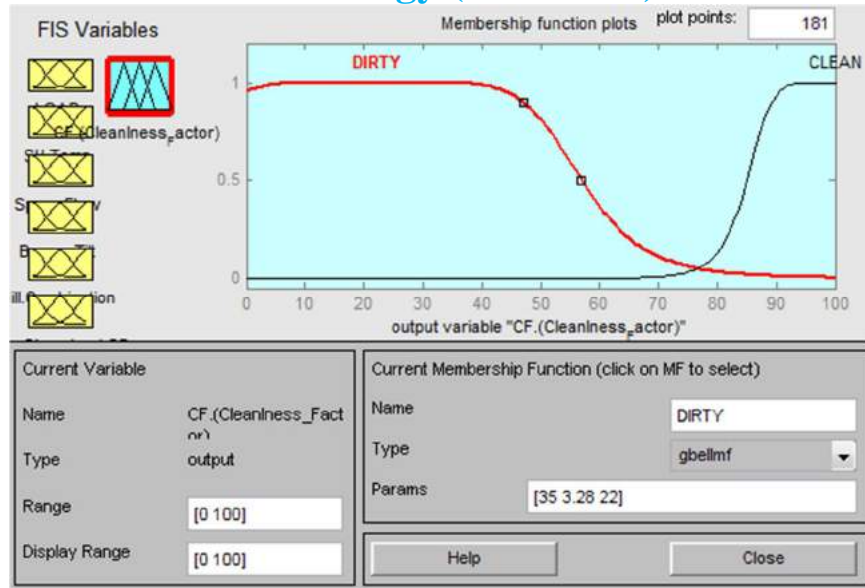 FIS Variables
Membership function plots
plot points:
181
DIRTY
CLEAN
CF.(Cleanlness_Factor)
1
0.5
0
0 10 20 30 40 50 60 70 80 90 100
output variable "CF.(Cleanlness_Factor)"
Current Variable
Name
CF.(Cleanlness_Fact
or)
Type
output
Range
[0 100]
Display Range
[0 100]
Current Membership Function (click on MF to select)
Name
DIRTY
Type
gbellmf
Params
[35 3.28 22]
Help
Close